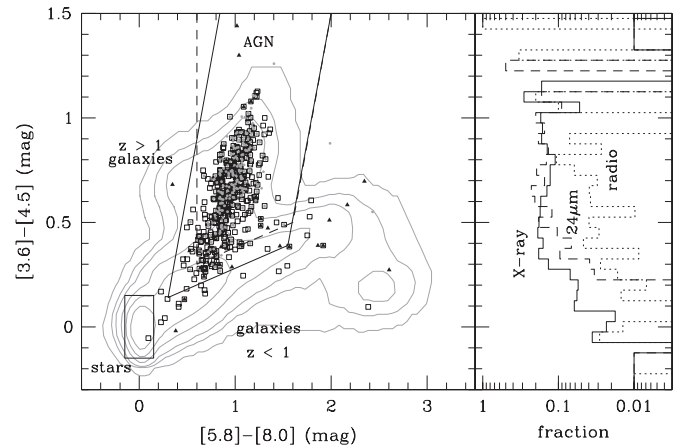 1.5
1
0.5
0
[3.6]−[4.5] (mag)
AGN
z > 1
galaxies
galaxies
z < 1
stars
0
1
2
3
[5.8]−[8.0] (mag)
X-ray
24μm
radio
1
0.1
0.01
fraction